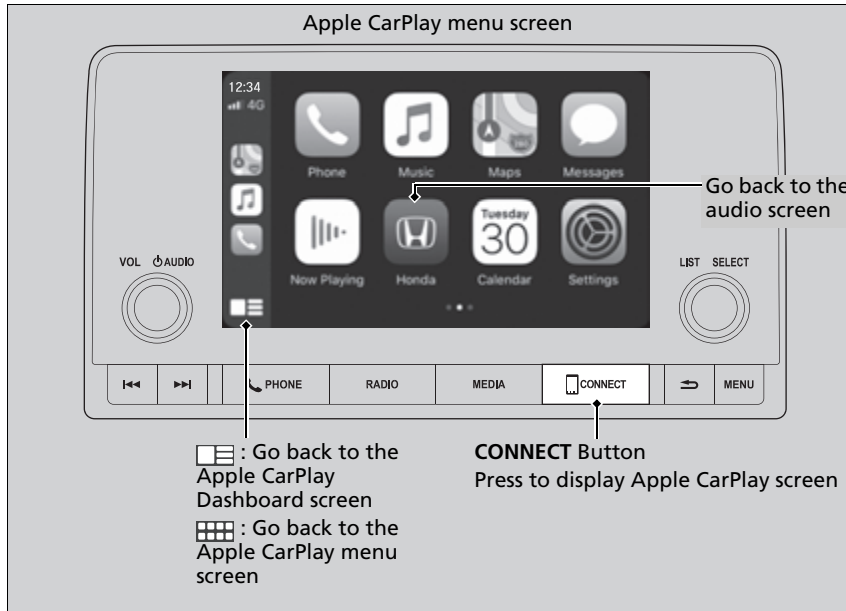 Apple CarPlay menu screen
12:34
4G
Phone
Music
Maps
Messages
Go back to the
audio screen
Tuesday
30
Now Playing
Honda
Calendar
Settings
VOL
AUDIO
LIST
SELECT
PHONE
RADIO
MEDIA
CONNECT
MENU
: Go back to the
Apple CarPlay
Dashboard screen
: Go back to the
Apple CarPlay menu
screen
CONNECT Button
Press to display Apple CarPlay screen